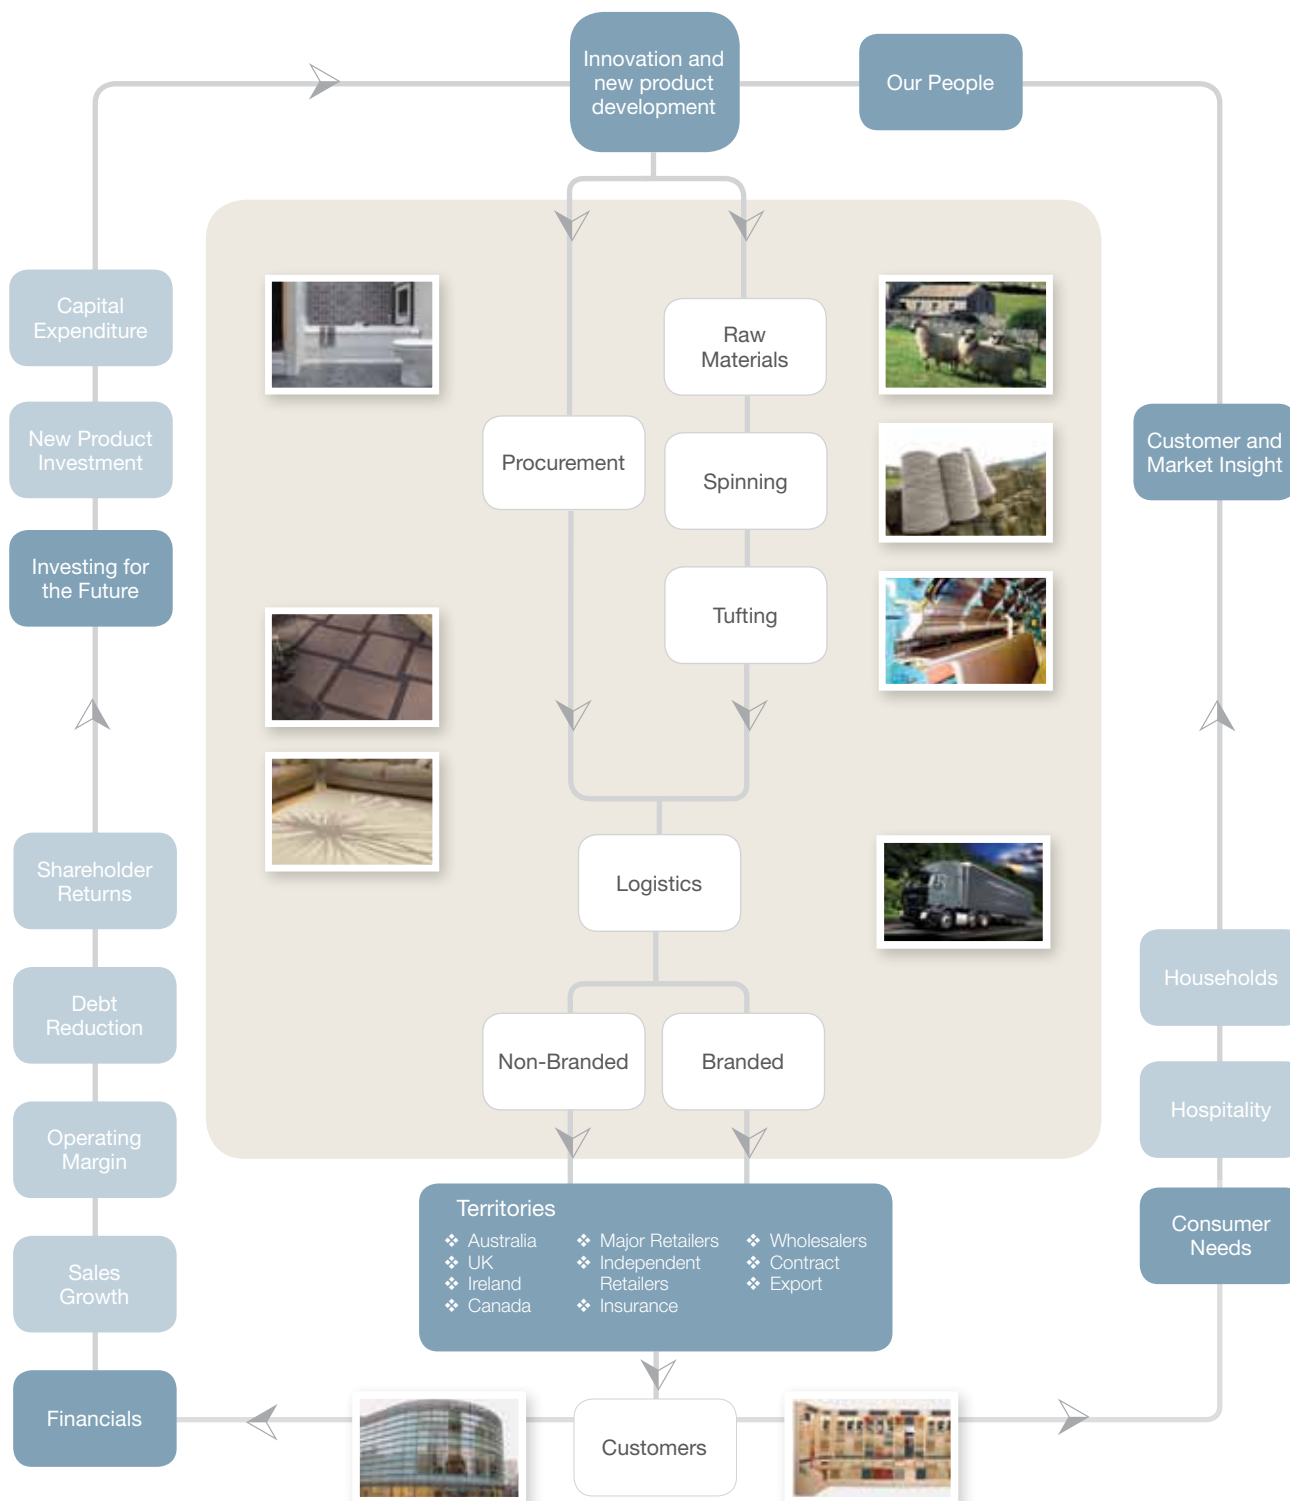 Innovation and
new product
development
Our People
Capital
Expenditure
New Product
Investment
Investing for
the Future
Shareholder
Returns
Debt
Reduction
Operating
Margin
Sales
Growth
Financials
Raw
Materials
Procurement
Spinning
Tufting
Logistics
Non-Branded
Branded
Customer and
Market Insight
Households
Hospitality
Consumer
Needs
Territories
❖ Australia
❖ UK
❖ Ireland
❖ Canada
❖ Major Retailers
❖ Independent
Retailers
❖ Insurance
❖ Wholesalers
❖ Contract
❖ Export
Customers